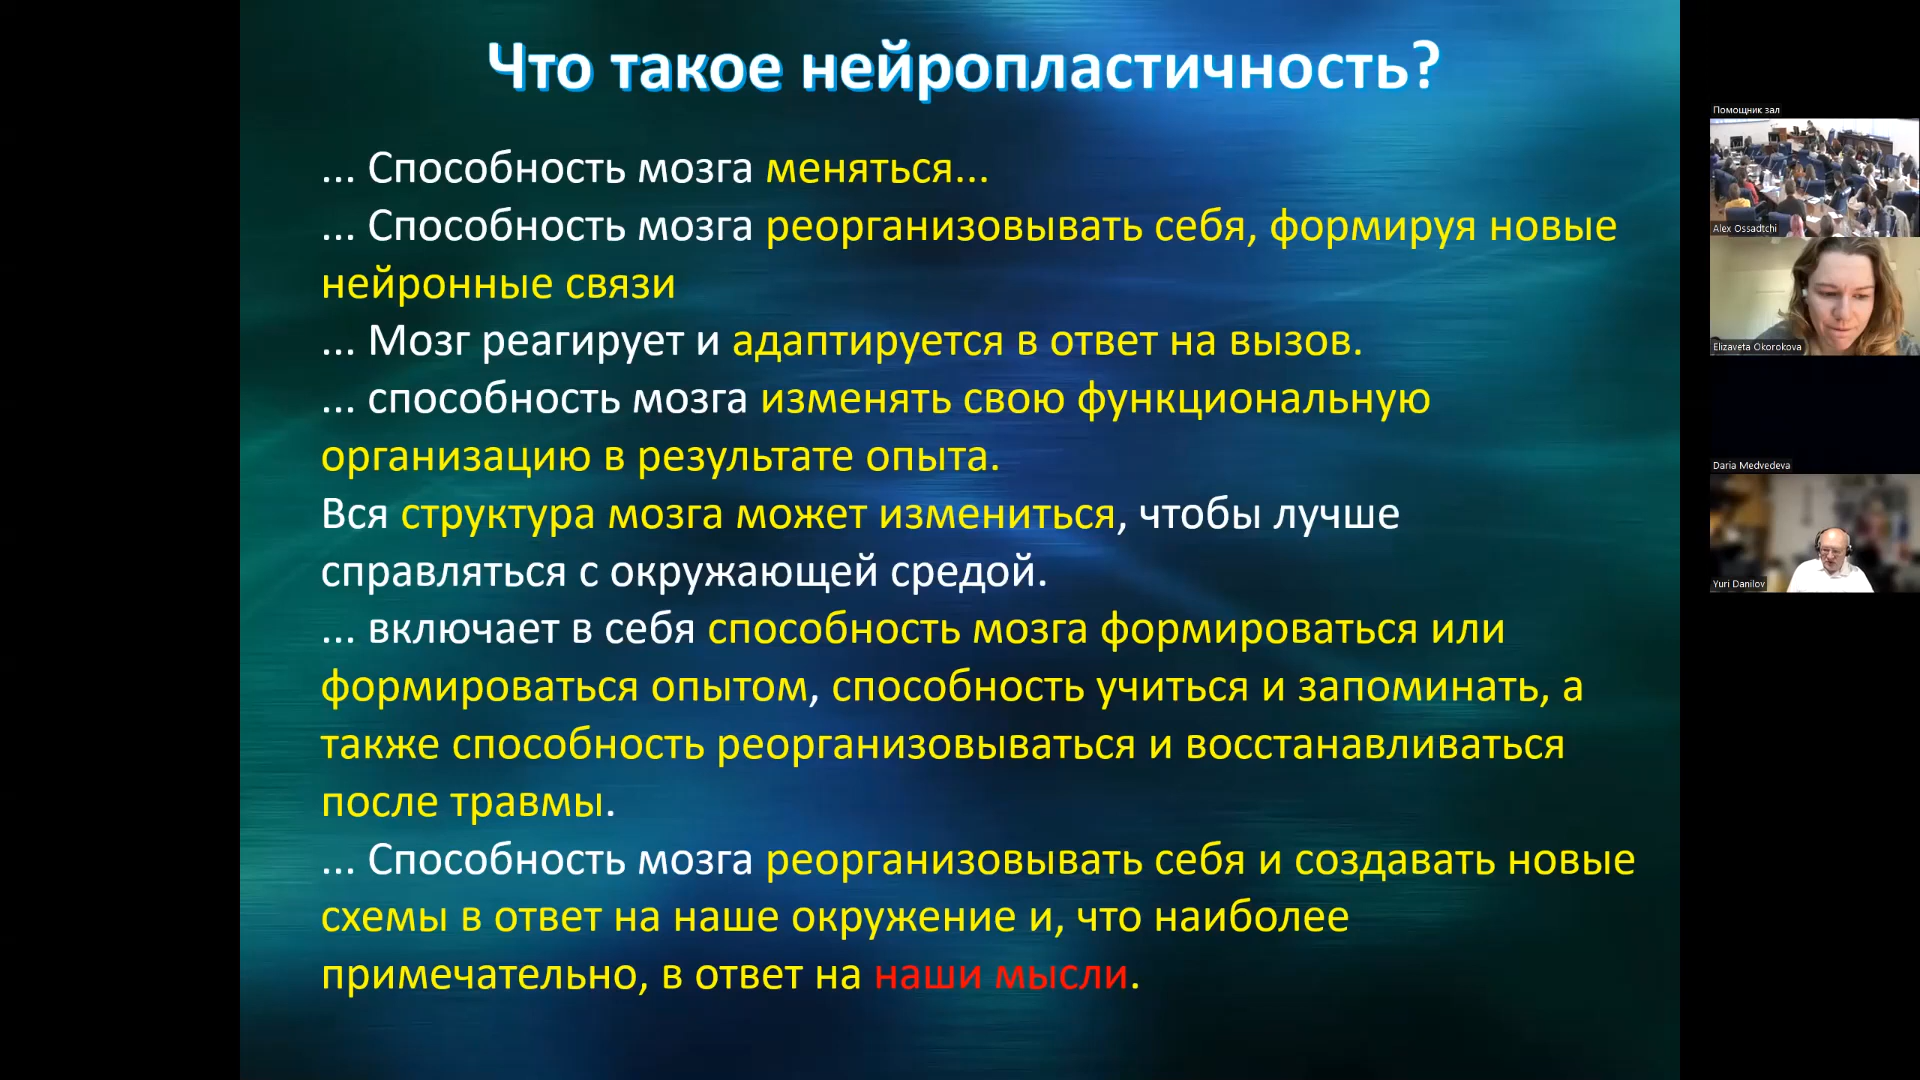 Что такое нейропластичность?
... Способность мозга меняться...
... Способность мозга реорганизовывать себя, формируя новые
нейронные связи
... Мозг реагирует и адаптируется в ответ на вызов.
... способность мозга изменять свою функциональную
организацию в результате опыта.
Вся структура мозга может измениться, чтобы лучше
справляться с окружающей средой.
... включает в себя способность мозга формироваться или
формироваться опытом, способность учиться и запоминать, а
также способность реорганизовываться и восстанавливаться
после травмы.
... Способность мозга реорганизовывать себя и создавать новые
схемы в ответ на наше окружение и, что наиболее
примечательно, в ответ на наши мысли.
Помощник зал
Alex Ossadtchi
Elizaveta Okorokova
Daria Medvedeva
Yuri Danilov